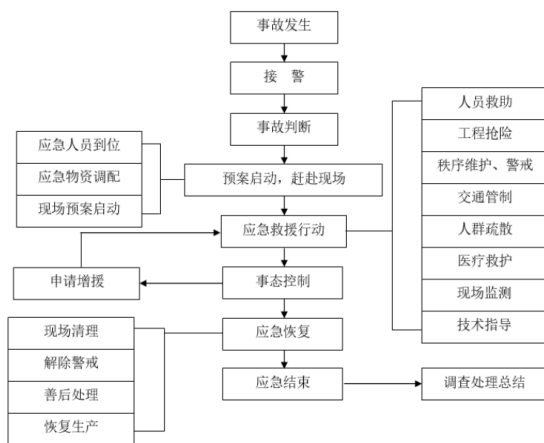 事故发生
接 警
事故判断
预案启动，赶赴现场
应急人员到位
应急物资调配
现场预案启动
应急救援行动
人员救助
工程抢险
秩序维护、警戒
交通管制
人群疏散
医疗救护
现场监测
技术指导
申请增援
事态控制
应急恢复
现场清理
解除警戒
善后处理
恢复生产
应急结束
调查处理总结